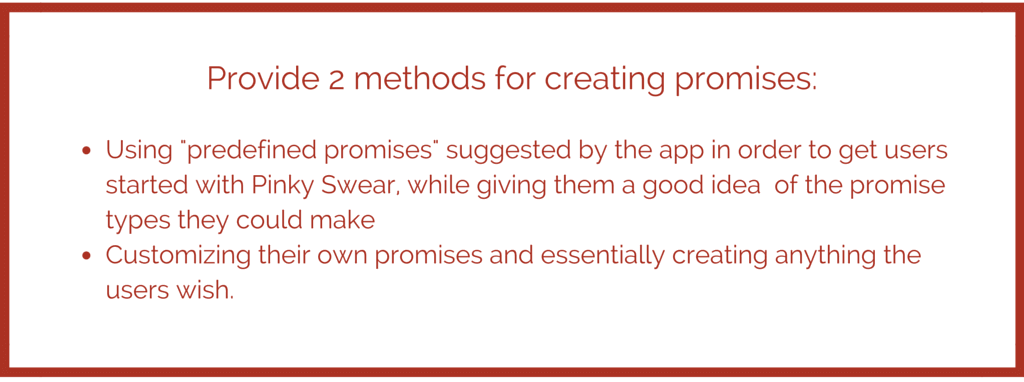 Provide 2 methods for creating promises:
• Using "predefined promises" suggested by the app in order to get users
started with Pinky Swear, while giving them a good idea  of the promise
types they could make
• Customizing their own promises and essentially creating anything the
users wish.